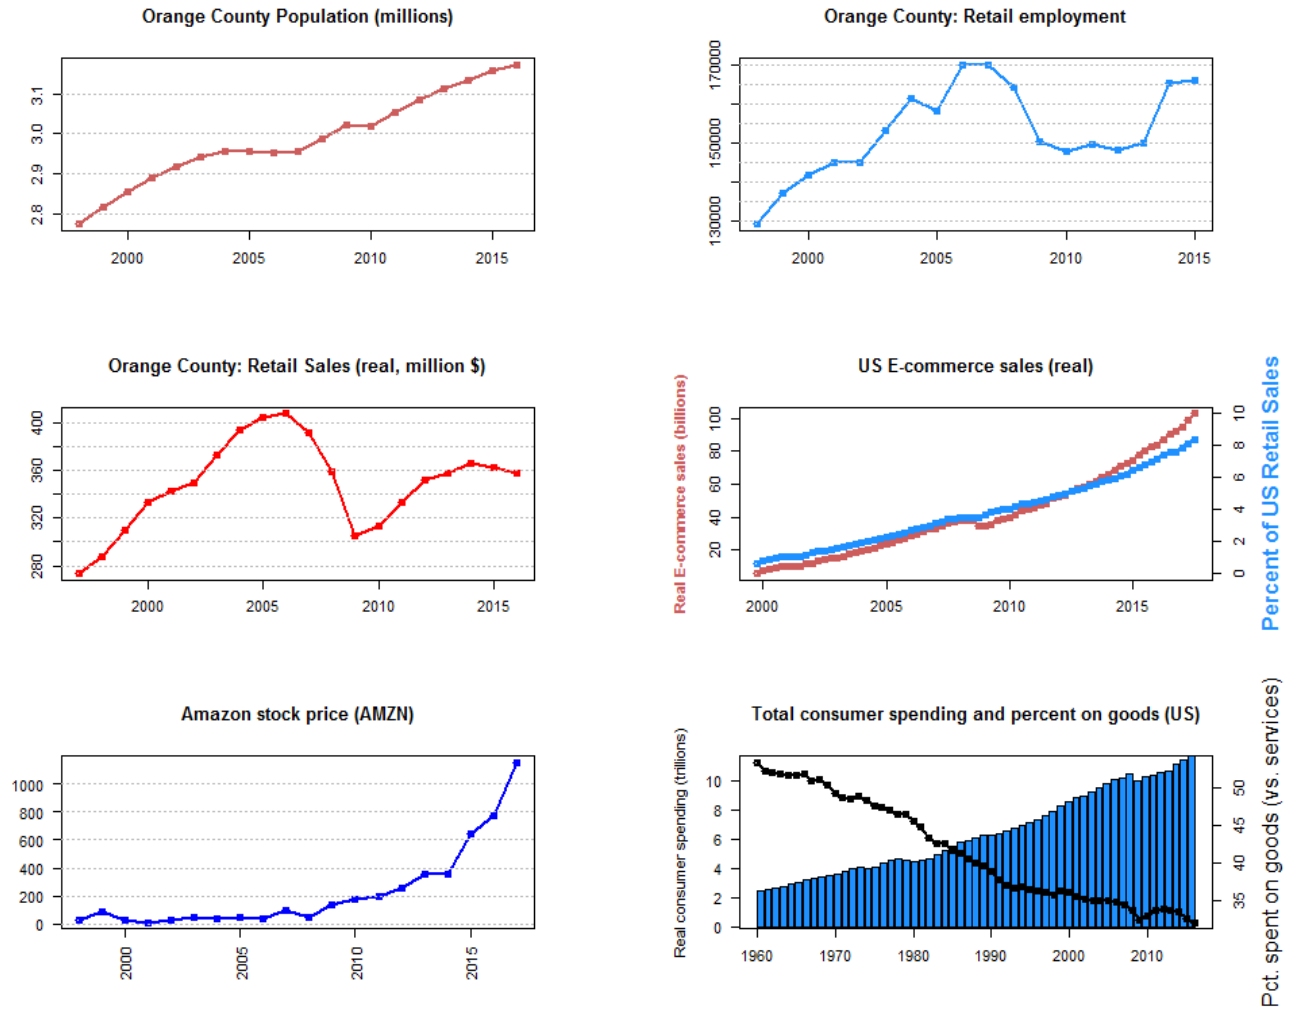 Orange County Population (millions)
3.1
3.0
2.9
2.8
2000 2005 2010 2015
Orange County: Retail employment
170000
150000
130000
2000 2005 2010 2015
Orange County: Retail Sales (real, million $)
400
360
320
280
2000 2005 2010 2015
US E-commerce sales (real)
Real E-commerce sales (billions)
100
80
60
40
20
10
8
6
4
2
0
Percent of US Retail Sales
2000 2005 2010 2015
Amazon stock price (AMZN)
1000
800
600
400
200
0
2000 2005 2010 2015
Total consumer spending and percent on goods (US)
Real consumer spending (trillions)
10
8
6
4
2
0
50
45
40
35
Pct. spent on goods (vs. services)
1960 1970 1980 1990 2000 2010